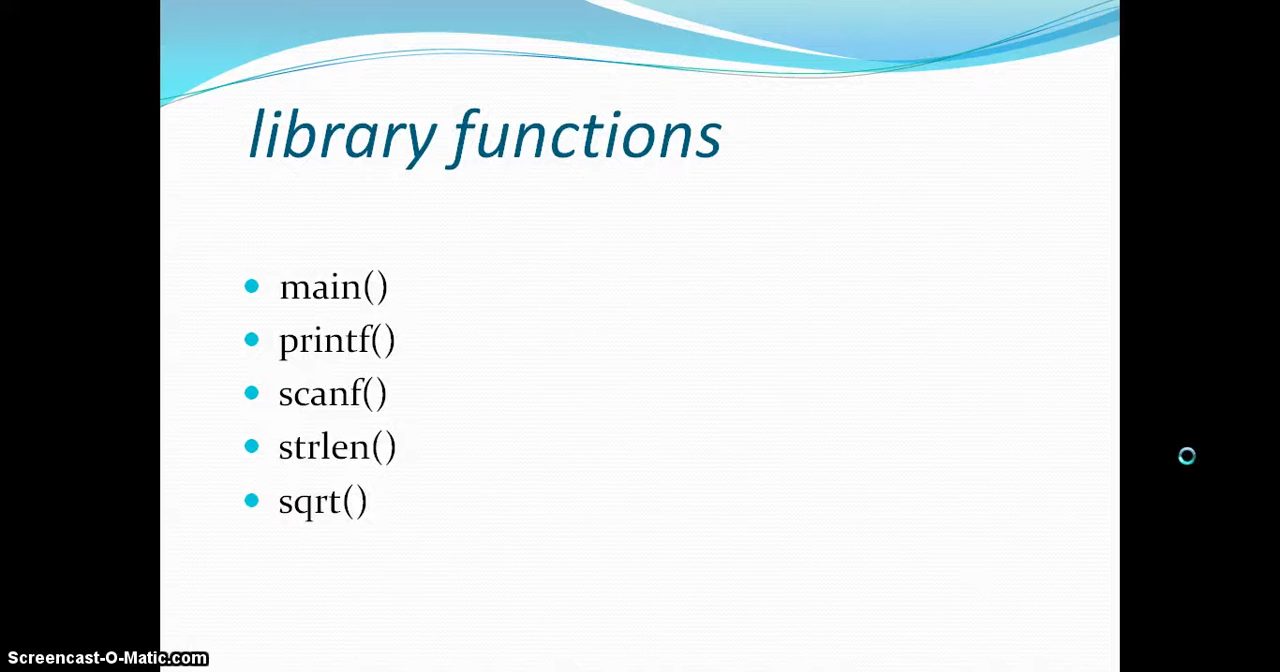 library functions
• main()
• printf()
• scanf()
• strlen()
• sqrt()
Screencast-O-Matic.com